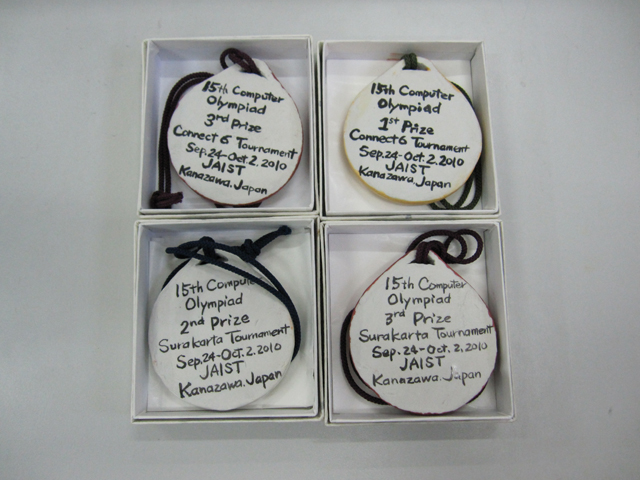 15th Computer
Olympiad
3rd Prize
Connect6 Tournament
Sep.24-Oct.2.2010
JAIST
Kanazawa.Japan
15th Computer
Olympiad
1st Prize
Connect6 Tournament
Sep.24-Oct.2.2010
JAIST
Kanazawa.Japan
15th Computer
Olympiad
2nd Prize
Surakarta Tournament
Sep.24-Oct.2.2010
JAIST
Kanazawa.Japan
15th Computer
Olympiad
3rd Prize
Surakarta Tournament
Sep.24-Oct.2.2010
JAIST
Kanazawa.Japan